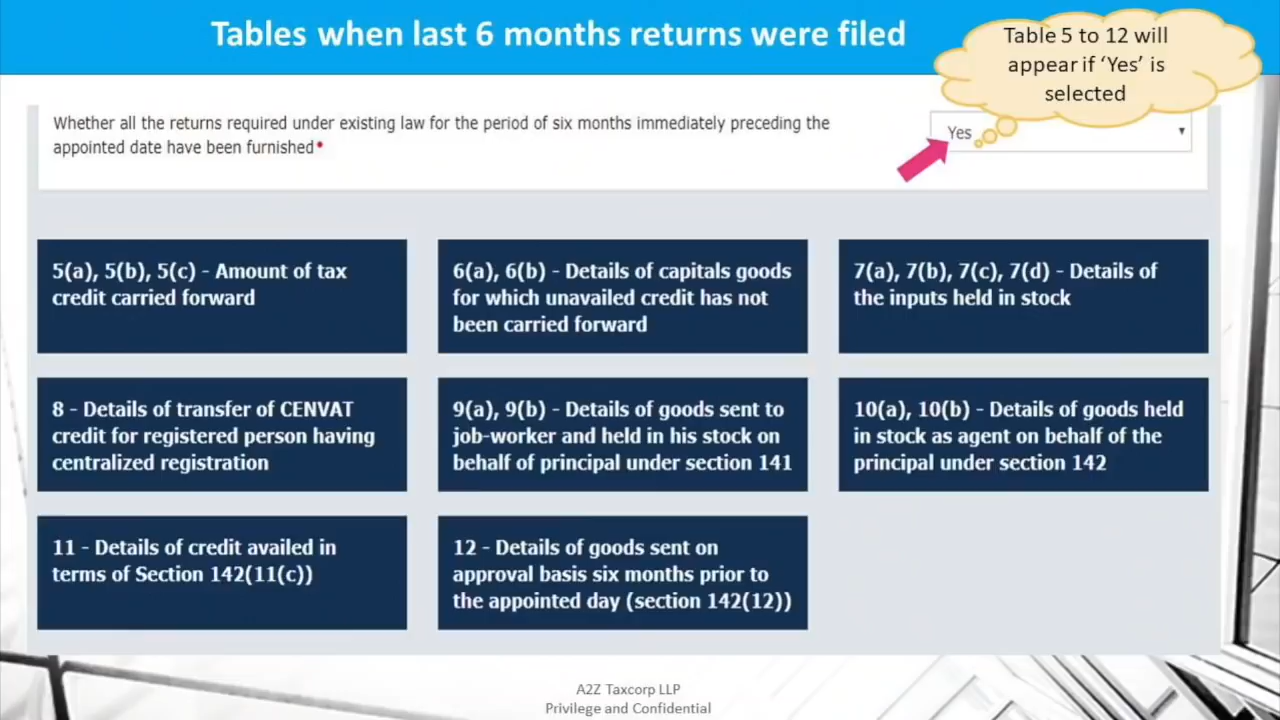 Tables when last 6 months returns were filed
Table 5 to 12 will
appear if ‘Yes’ is
selected
Whether all the returns required under existing law for the period of six months immediately preceding the
appointed date have been furnished•
Yes
5(a), 5(b), 5(c) - Amount of tax
credit carried forward
6(a), 6(b) - Details of capitals goods
for which unavailed credit has not
been carried forward
7(a), 7(b), 7(c), 7(d) - Details of
the inputs held in stock
8 - Details of transfer of CENVAT
credit for registered person having
centralized registration
9(a), 9(b) - Details of goods sent to
job-worker and held in his stock on
behalf of principal under section 141
10(a), 10(b) - Details of goods held
in stock as agent on behalf of the
principal under section 142
11 - Details of credit availed in
terms of Section 142(11(c))
12 - Details of goods sent on
approval basis six months prior to
the appointed day (section 142(12))
A2Z Taxcorp LLP
Privilege and Confidential